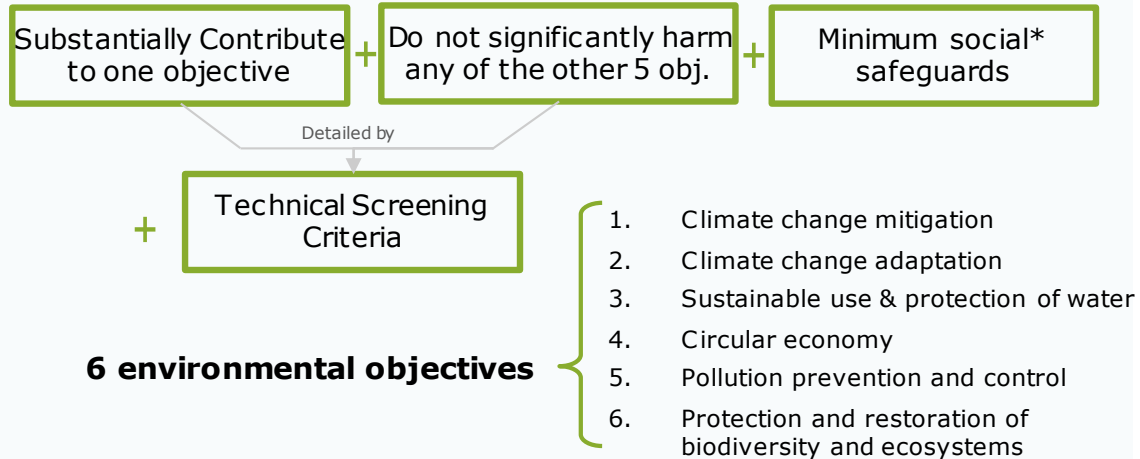 Substantially Contribute
to one objective
+
Do not significantly harm
any of the other 5 obj.
+
Minimum social*
safeguards
Detailed by
+
Technical Screening
Criteria
6 environmental objectives
1. Climate change mitigation
2. Climate change adaptation
3. Sustainable use & protection of water
4. Circular economy
5. Pollution prevention and control
6. Protection and restoration of
biodiversity and ecosystems